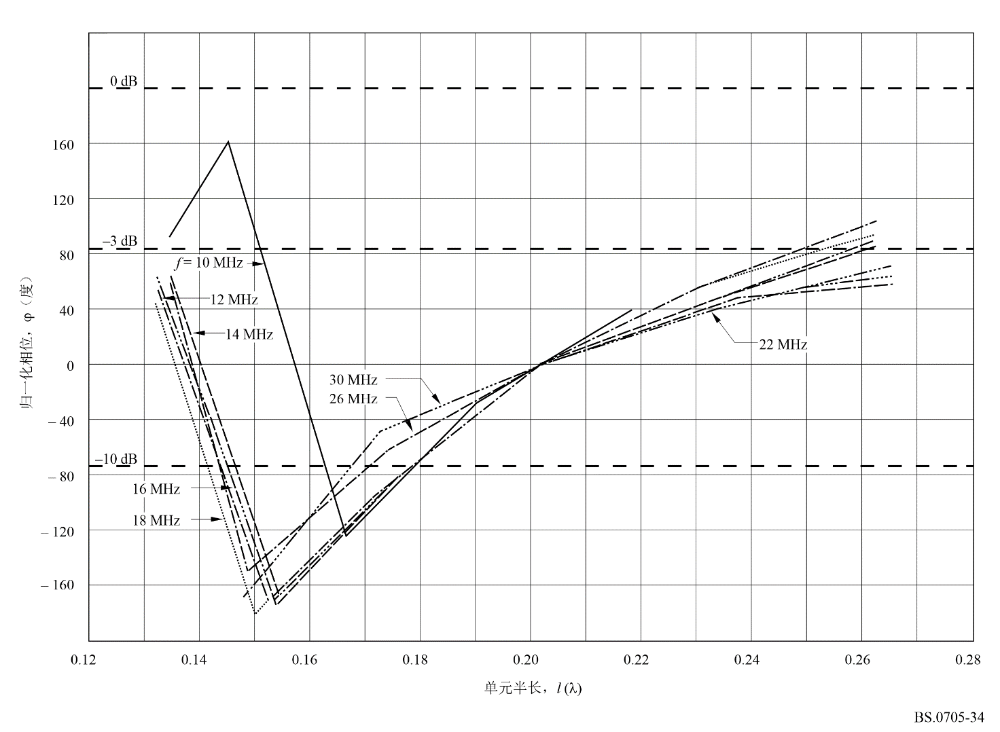 0 dB
160
120
–3 dB
80
f = 10 MHz
12 MHz
40
14 MHz
22 MHz
0
30 MHz
26 MHz
– 40
–10 dB
– 80
16 MHz
18 MHz
– 120
– 160
归一化相位，φ（度）
0.12 0.14 0.16 0.18 0.20 0.22 0.24 0.26 0.28
单元半长，l (λ)
BS.0705-34